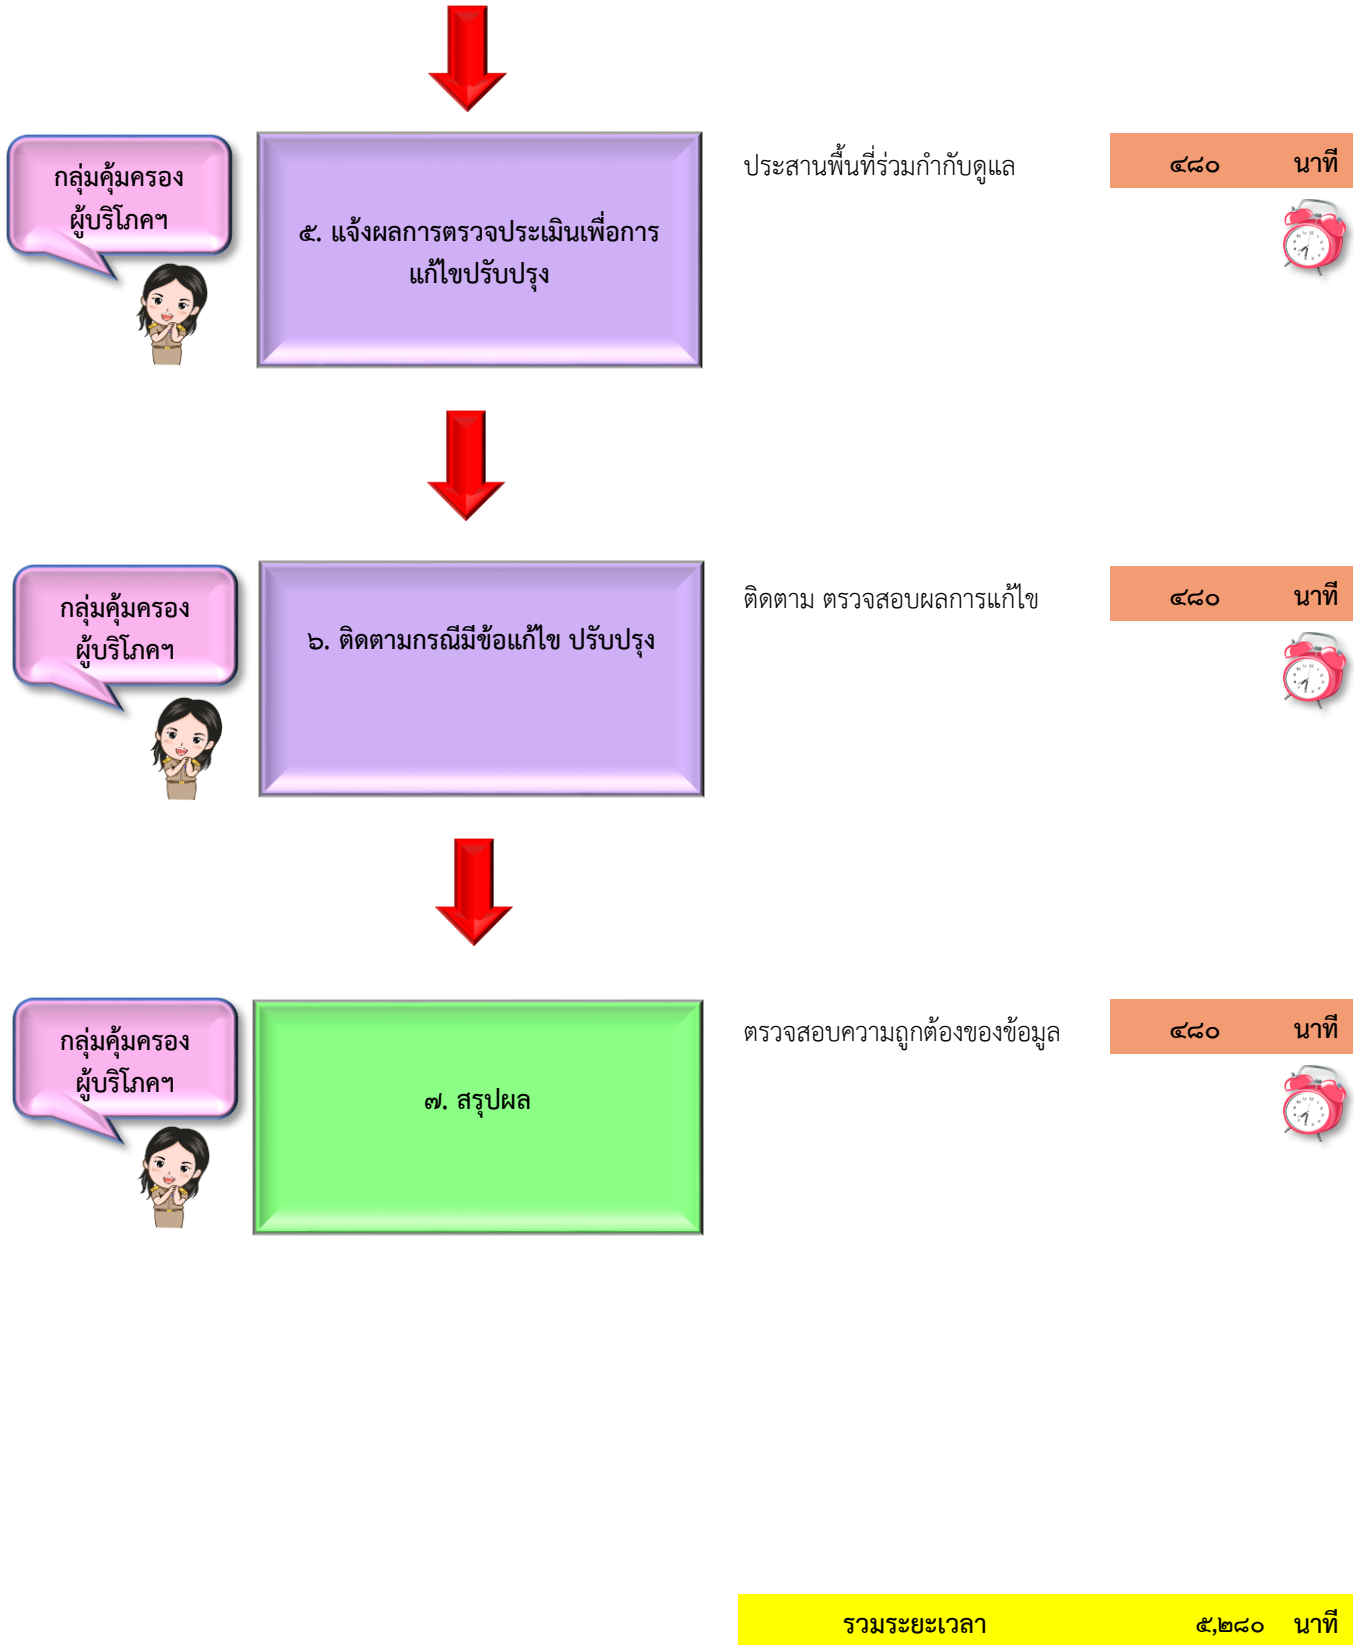 กลุ่มคุ้มครอง
ผู้บริโภคฯ
๕. แจ้งผลการตรวจประเมินเพื่อการ
แก้ไขปรับปรุง
ประสานพื้นที่ร่วมกำกับดูแล
๔๘๐ นาที
กลุ่มคุ้มครอง
ผู้บริโภคฯ
๖. ติดตามกรณีมีข้อแก้ไข ปรับปรุง
ติดตาม ตรวจสอบผลการแก้ไข
๔๘๐ นาที
กลุ่มคุ้มครอง
ผู้บริโภคฯ
๗. สรุปผล
ตรวจสอบความถูกต้องของข้อมูล
๔๘๐ นาที
รวมระยะเวลา ๕,๒๘๐ นาที